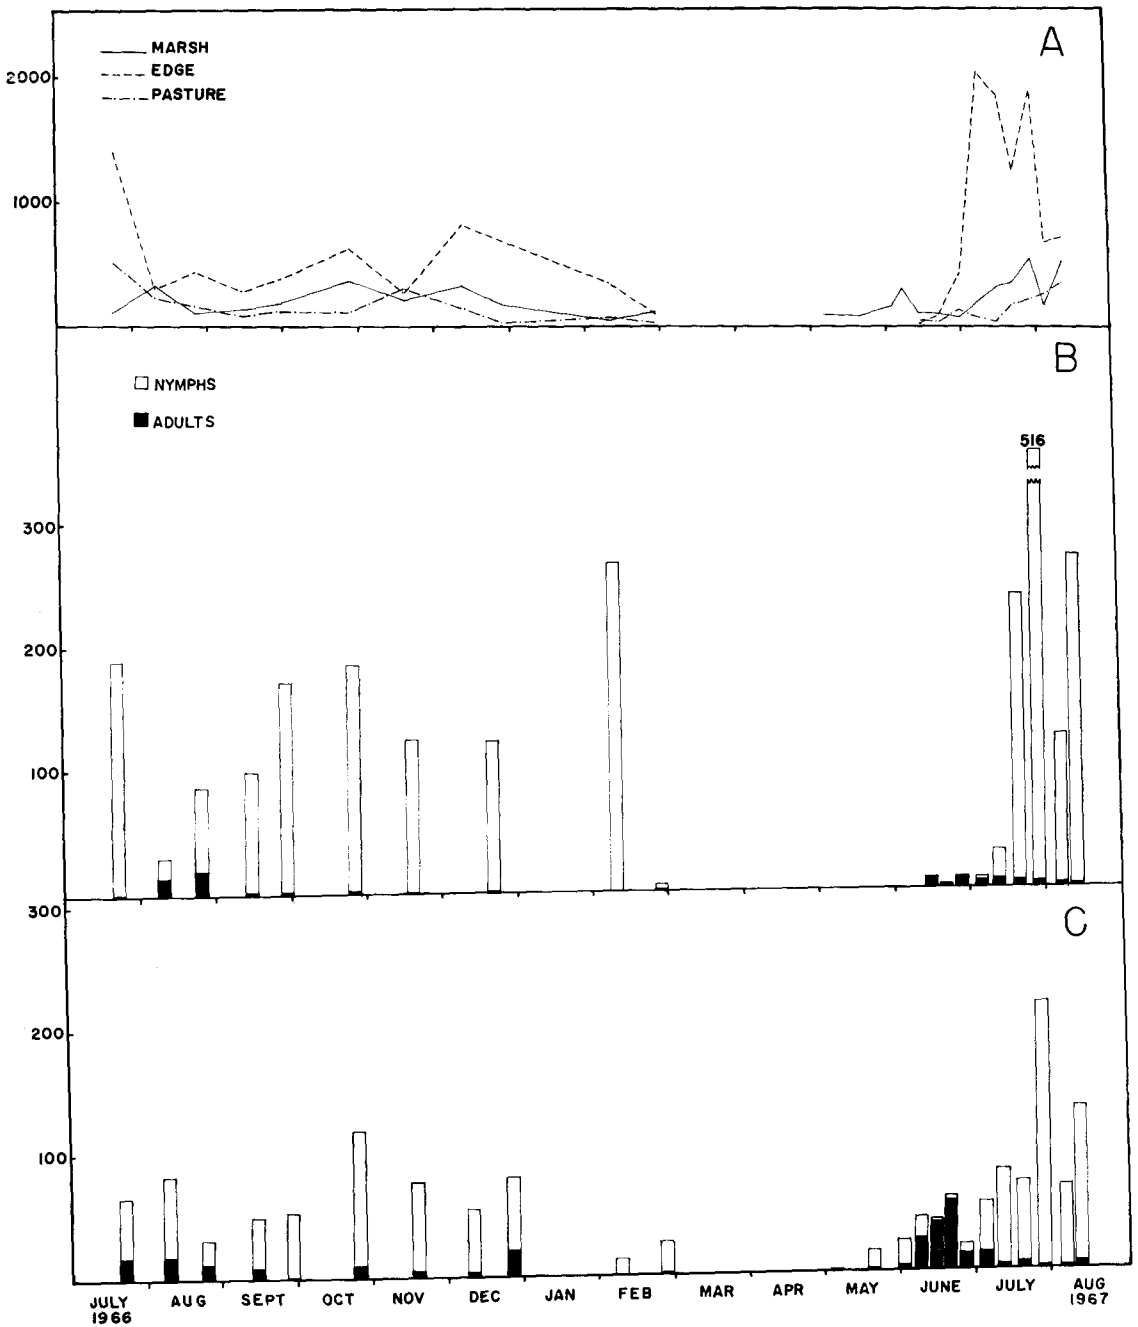 A
MARSH
EDGE
PASTURE
2000
1000
B
NYMPHS
ADULTS
516
300
200
100
C
300
200
100
JULY AUG SEPT OCT NOV DEC JAN FEB MAR APR MAY JUNE JULY AUG
1966 1967